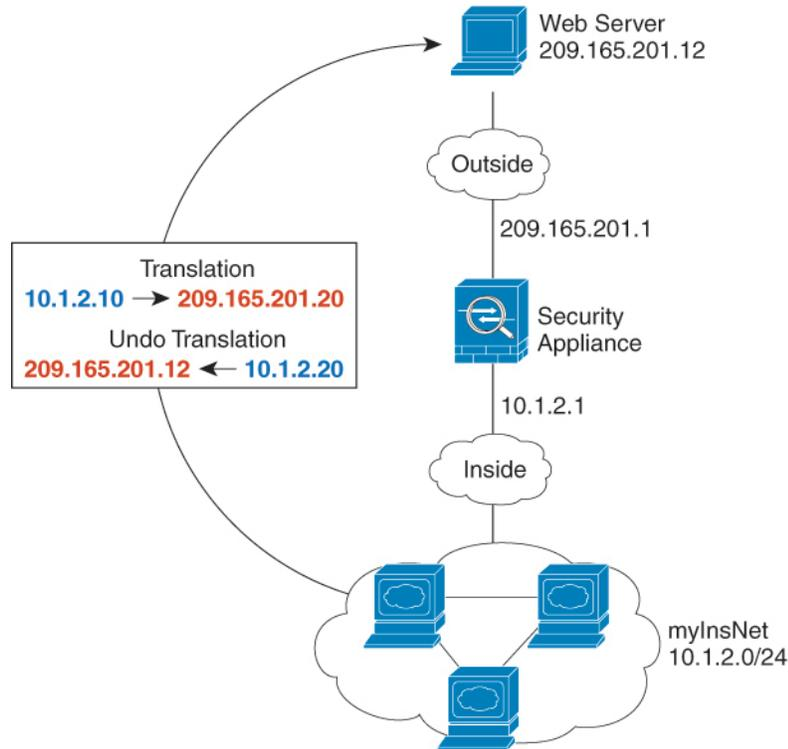 Web Server
209.165.201.12
Outside
209.165.201.1
Translation
10.1.2.10 → 209.165.201.20
Undo Translation
209.165.201.12 ← 10.1.2.20
Security
Appliance
10.1.2.1
Inside
myInsNet
10.1.2.0/24